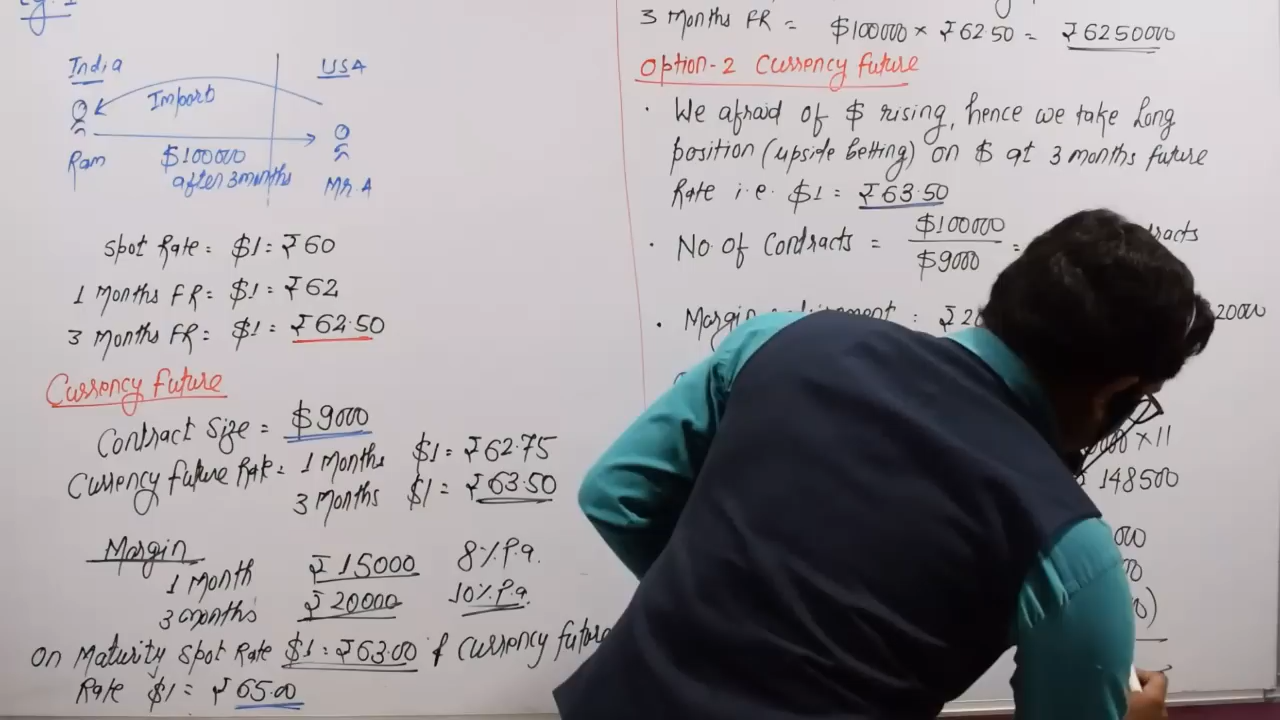 Eg. 1
India
USA
Import
Ram
$100000
after 3 months
Mr. A
Spot Rate = $1 = ₹60
1 Months FR = $1 = ₹62
3 Months FR = $1 = ₹62.50
Currency Future
Contract Size = $9000
Currency future Rate = 1 Months $1 = ₹62.75
3 Months $1 = ₹63.50
Margin
1 Month ₹15000 8% P.a.
3 months ₹20000 10% P.a.
On Maturity Spot Rate $1 = ₹63.00 & currency future
Rate $1 = ₹65.00
3 Months FR = $100000 × ₹62.50 = ₹6250000
Option-2 Currency Future
• We afraid of $ rising, hence we take Long
position (upside betting) on $ at 3 months future
Rate i.e. $1 = ₹63.50
• No. of Contracts = $100000
$9000 =
• Margin : ₹20
× 11
148500